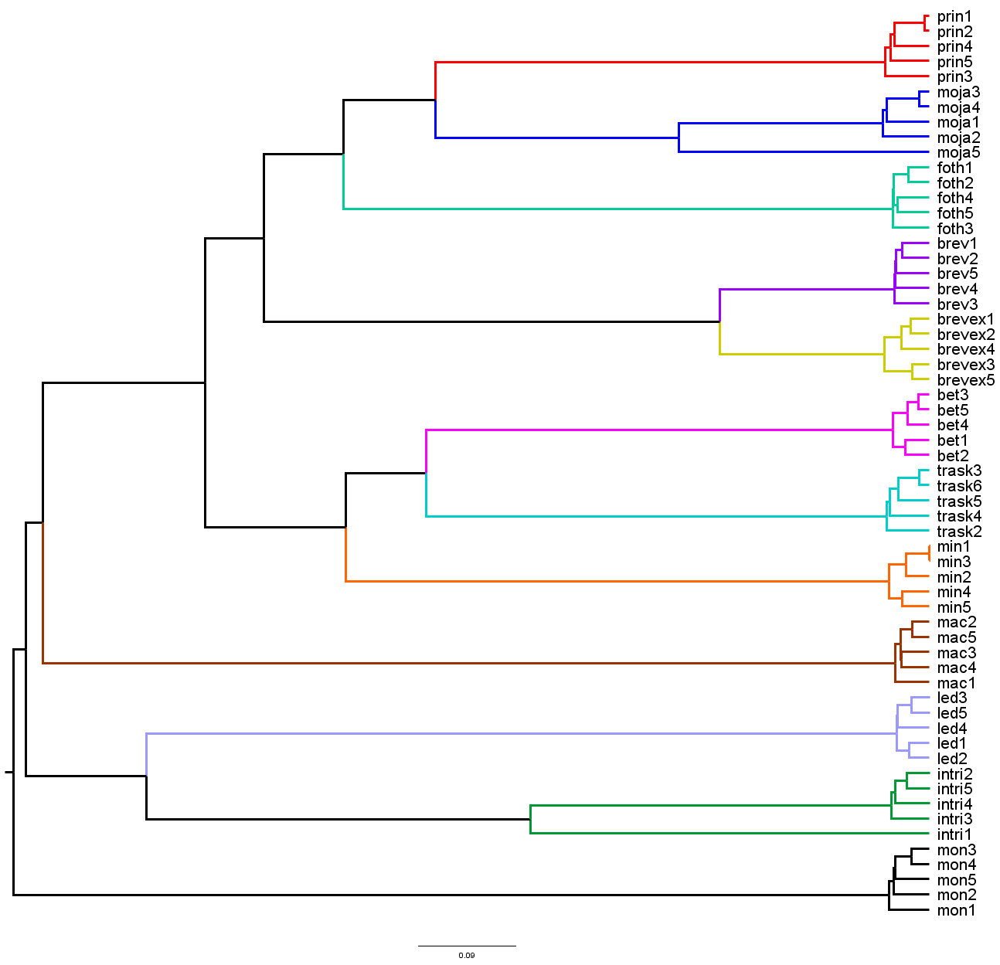 prin1
prin2
prin4
prin5
prin3
moja3
moja4
moja1
moja2
moja5
foth1
foth2
foth4
foth5
foth3
brev1
brev2
brev5
brev4
brev3
brevex1
brevex2
brevex4
brevex3
brevex5
bet3
bet5
bet4
bet1
bet2
trask3
trask6
trask5
trask4
trask2
min1
min3
min2
min4
min5
mac2
mac5
mac3
mac4
mac1
led3
led5
led4
led1
led2
intri2
intri5
intri4
intri3
intri1
mon3
mon4
mon5
mon2
mon1
0.09